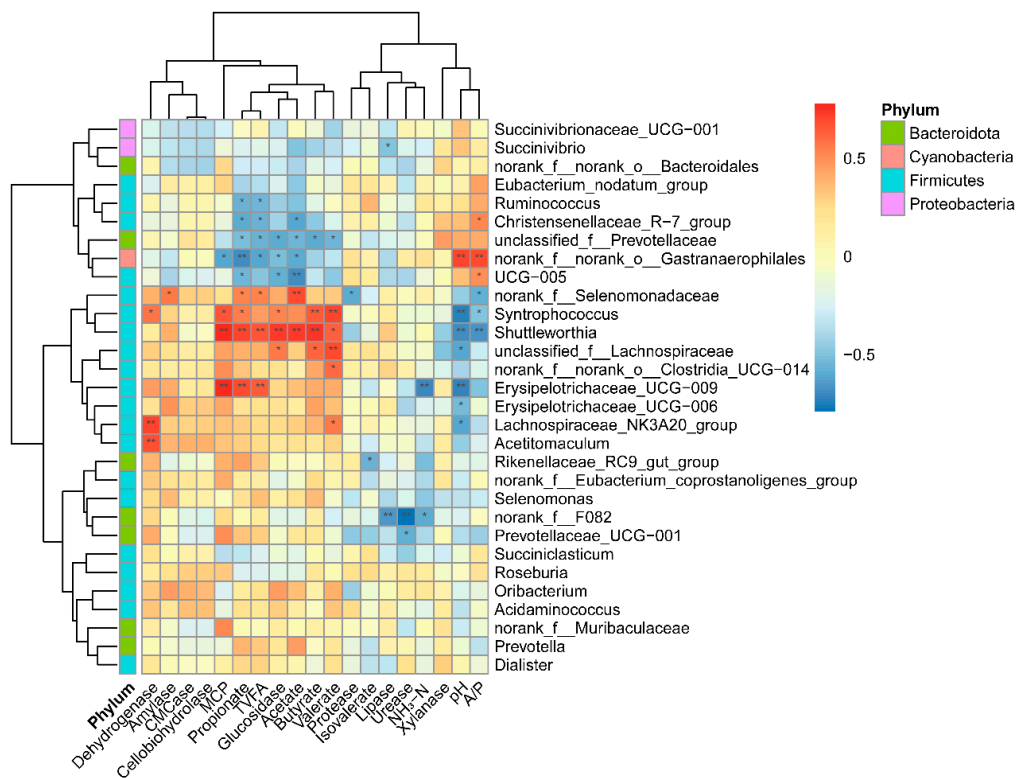 Succinivibrionaceae_UCG−001
Succinivibrio
norank_f__norank_o__Bacteroidales
Eubacterium_nodatum_group
Ruminococcus
Christensenellaceae_R−7_group
unclassified_f__Prevotellaceae
norank_f__norank_o__Gastranaerophilales
UCG−005
norank_f__Selenomonadaceae
Syntrophococcus
Shuttleworthia
unclassified_f__Lachnospiraceae
norank_f__norank_o__Clostridia_UCG−014
Erysipelotrichaceae_UCG−009
Erysipelotrichaceae_UCG−006
Lachnospiraceae_NK3A20_group
Acetitomaculum
Rikenellaceae_RC9_gut_group
norank_f__Eubacterium_coprostanoligenes_group
Selenomonas
norank_f__F082
Prevotellaceae_UCG−001
Succiniclasticum
Roseburia
Oribacterium
Acidaminococcus
norank_f__Muribaculaceae
Prevotella
Dialister
Phylum
Dehydrogenase
Amylase
CMCase
Cellobiohydrolase
MCP
Propionate
VFA
Glucosidase
Acetate
Butyrate
Valerate
Protease
Isovalerate
Lipase
Urease
NH₃−N
Xylanase
pH
A/P
0.5
0
−0.5
Phylum
Bacteroidota
Cyanobacteria
Firmicutes
Proteobacteria